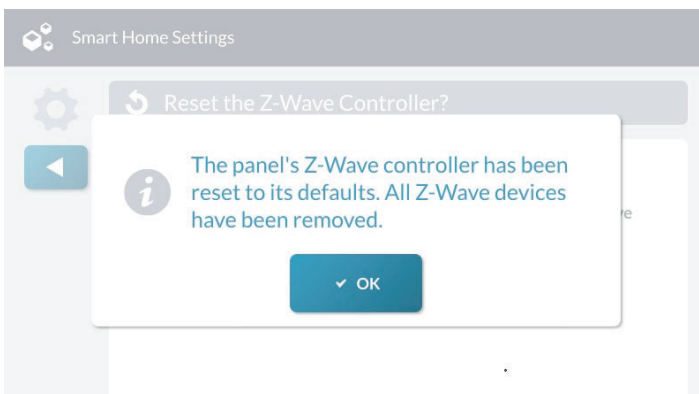 Smart Home Settings
Reset the Z-Wave Controller?
The panel's Z-Wave controller has been
reset to its defaults. All Z-Wave devices
have been removed.
OK